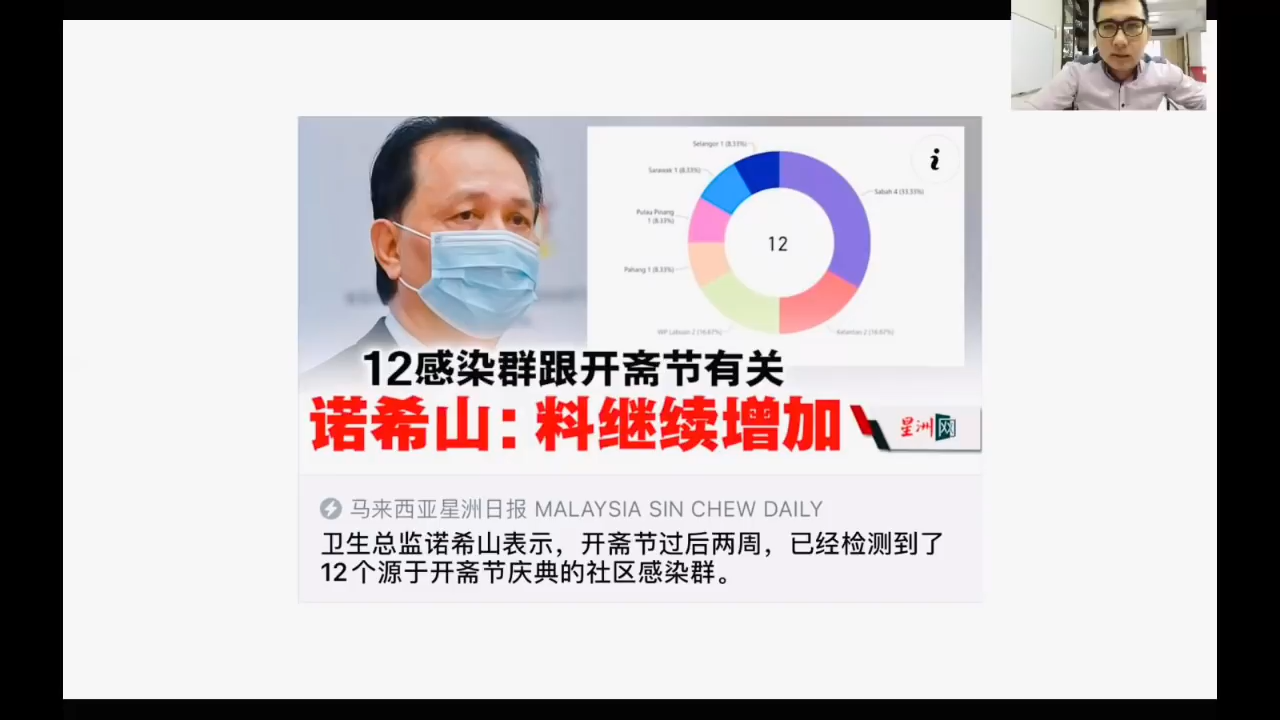 Selangor 1 (8.33%)
Sarawak 1 (8.33%)
Pulau Pinang
1 (8.33%)
Pahang 1 (8.33%)
WP Labuan 2 (16.67%)
Kelantan 2 (16.67%)
Sabah 4 (33.33%)
12
i
12感染群跟开斋节有关
诺希山：料继续增加
星洲网
马来西亚星洲日报 MALAYSIA SIN CHEW DAILY
卫生总监诺希山表示，开斋节过后两周，已经检测到了
12个源于开斋节庆典的社区感染群。